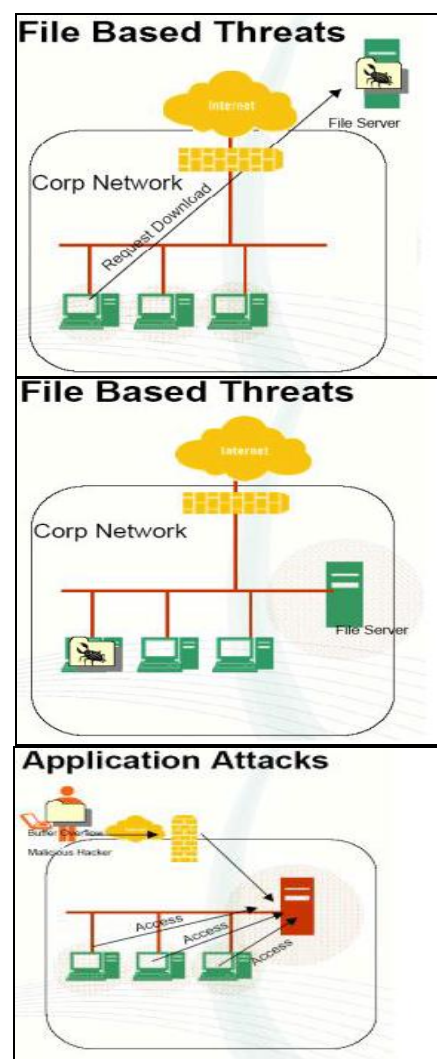 File Based Threats
Internet
File Server
Corp Network
Request Download
File Based Threats
Internet
Corp Network
File Server
Application Attacks
Buffer Overflow
Malicious Hacker
Access
Access
Access